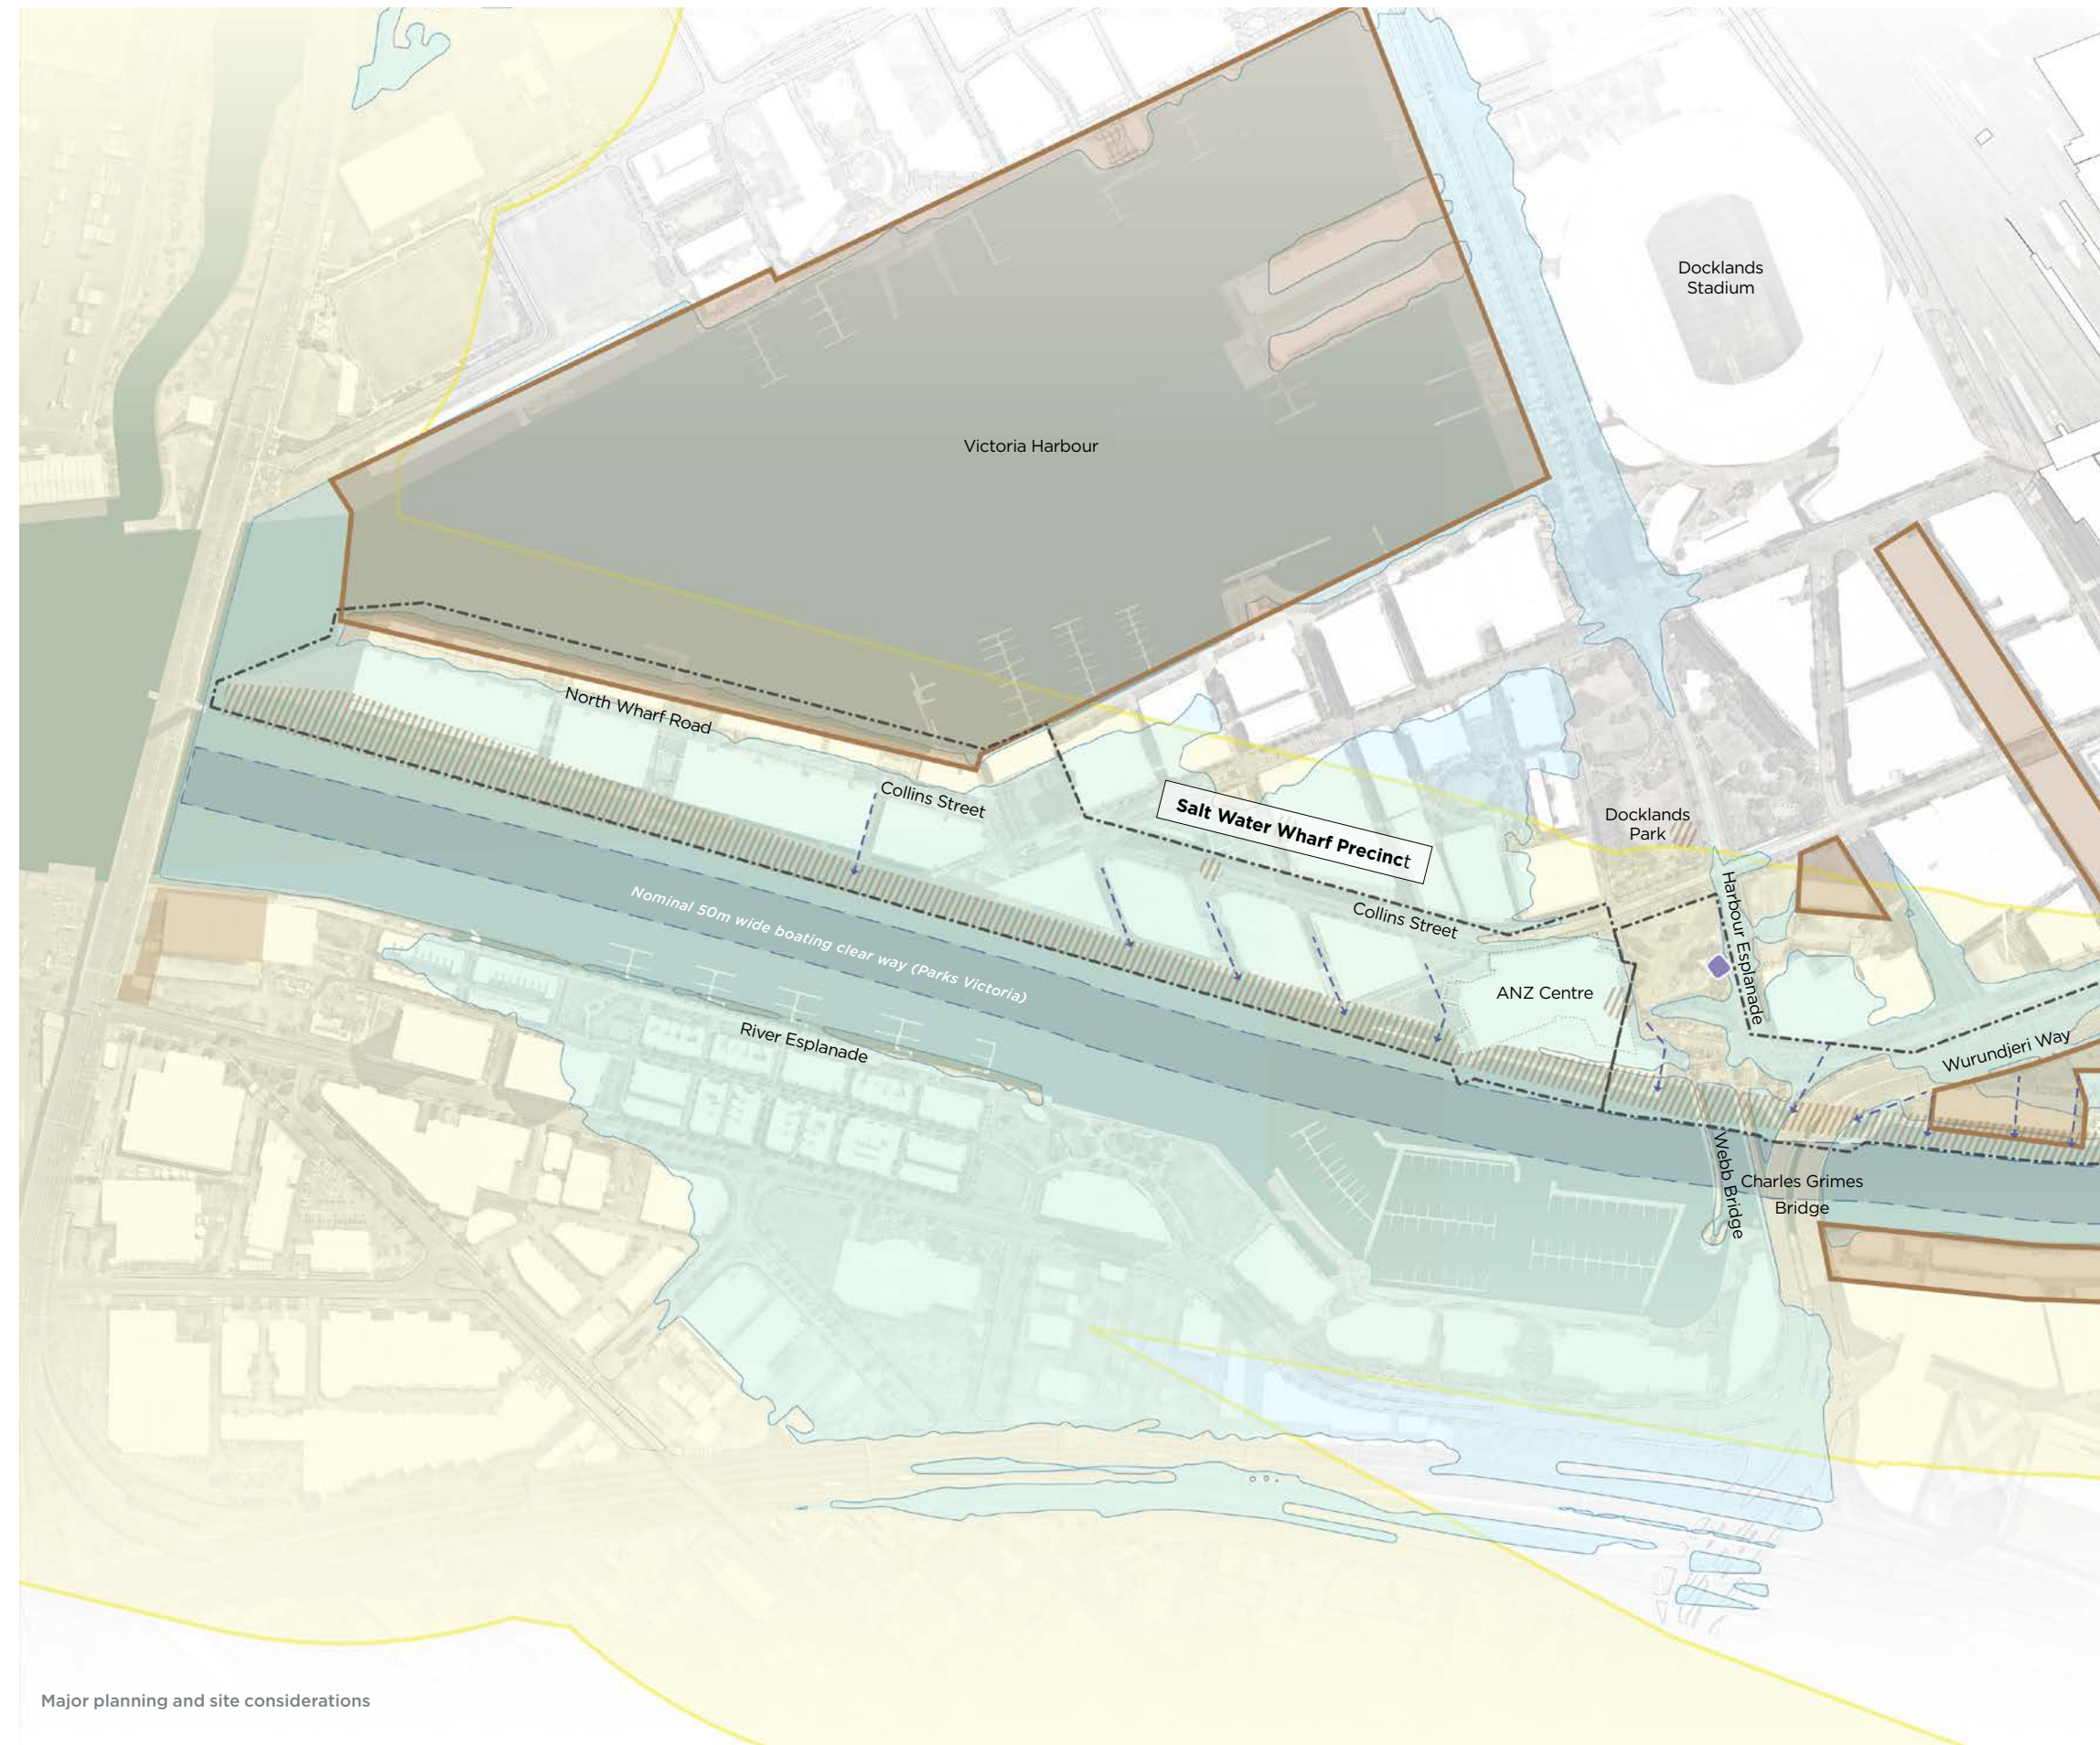 Docklands
Stadium
Victoria Harbour
North Wharf Road
Collins Street
Salt Water Wharf Precinct
Docklands
Park
Harbour Esplanade
Collins Street
Nominal 50m wide boating clear way (Parks Victoria)
ANZ Centre
River Esplanade
Wurundjeri Way
Webb Bridge
Charles Grimes
Bridge
Major planning and site considerations